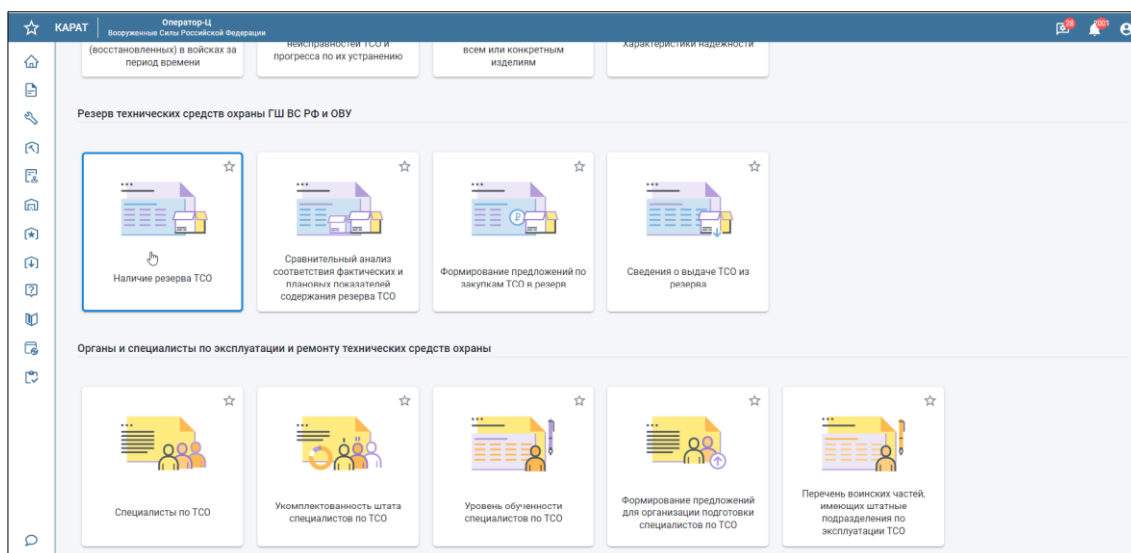 КАРАТ
Оператор-Ц
Вооруженные Силы Российской Федерации
28
2001
(восстановленных) в войсках за
период времени
неисправностей ТСО и
прогресса по их устранению
всем или конкретным
изделиям
Характеристики надежности
Резерв технических средств охраны ГШ ВС РФ и ОВУ
Наличие резерва ТСО
Сравнительный анализ
соответствия фактических и
плановых показателей
содержания резерва ТСО
Формирование предложений по
закупкам ТСО в резерв
Сведения о выдаче ТСО из
резерва
Органы и специалисты по эксплуатации и ремонту технических средств охраны
Специалисты по ТСО
Укомплектованность штата
специалистов по ТСО
Уровень обученности
специалистов по ТСО
Формирование предложений
для организации подготовки
специалистов по ТСО
Перечень воинских частей,
имеющих штатные
подразделения по
эксплуатации ТСО